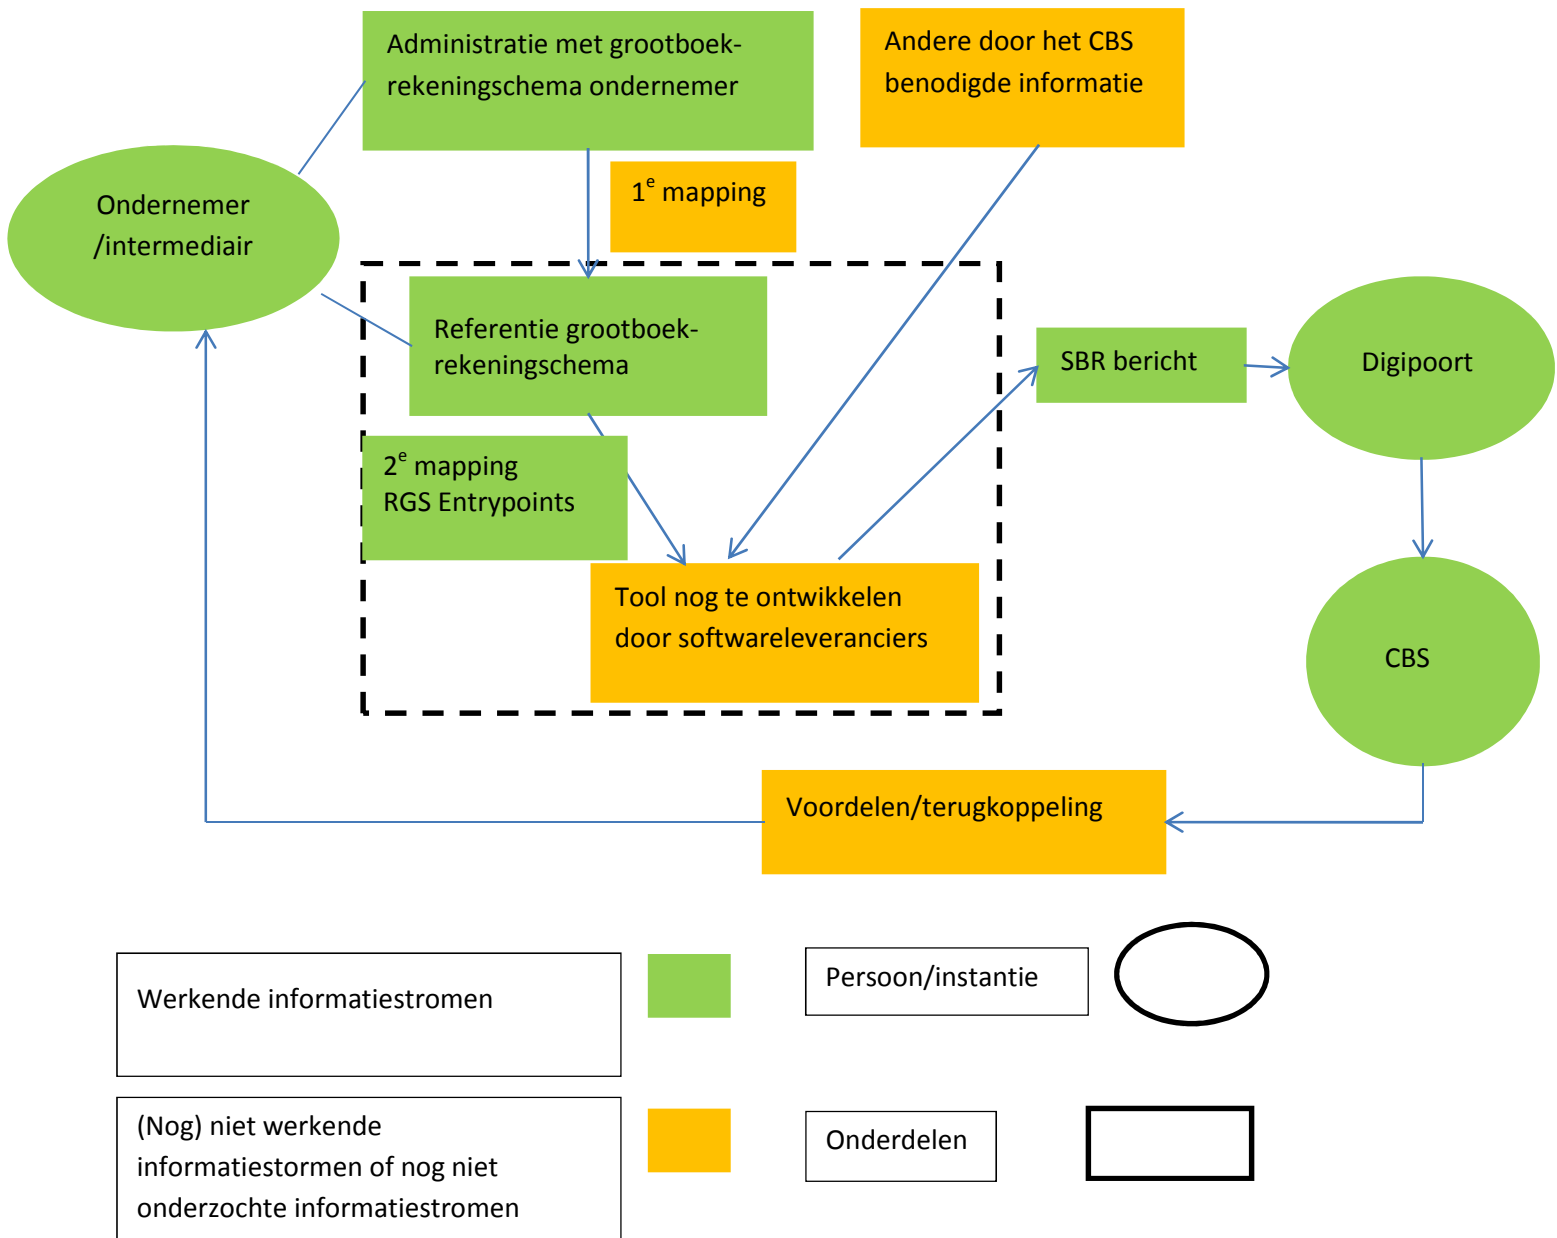 Administratie met grootboek-
rekeningschema ondernemer
Andere door het CBS
benodigde informatie
1e mapping
Ondernemer
/intermediair
Referentie grootboek-
rekeningschema
SBR bericht
Digipoort
2e mapping
RGS Entrypoints
Tool nog te ontwikkelen
door softwareleveranciers
CBS
Voordelen/terugkoppeling
Werkende informatiestromen
Persoon/instantie
(Nog) niet werkende
informatiestormen of nog niet
onderzochte informatiestromen
Onderdelen